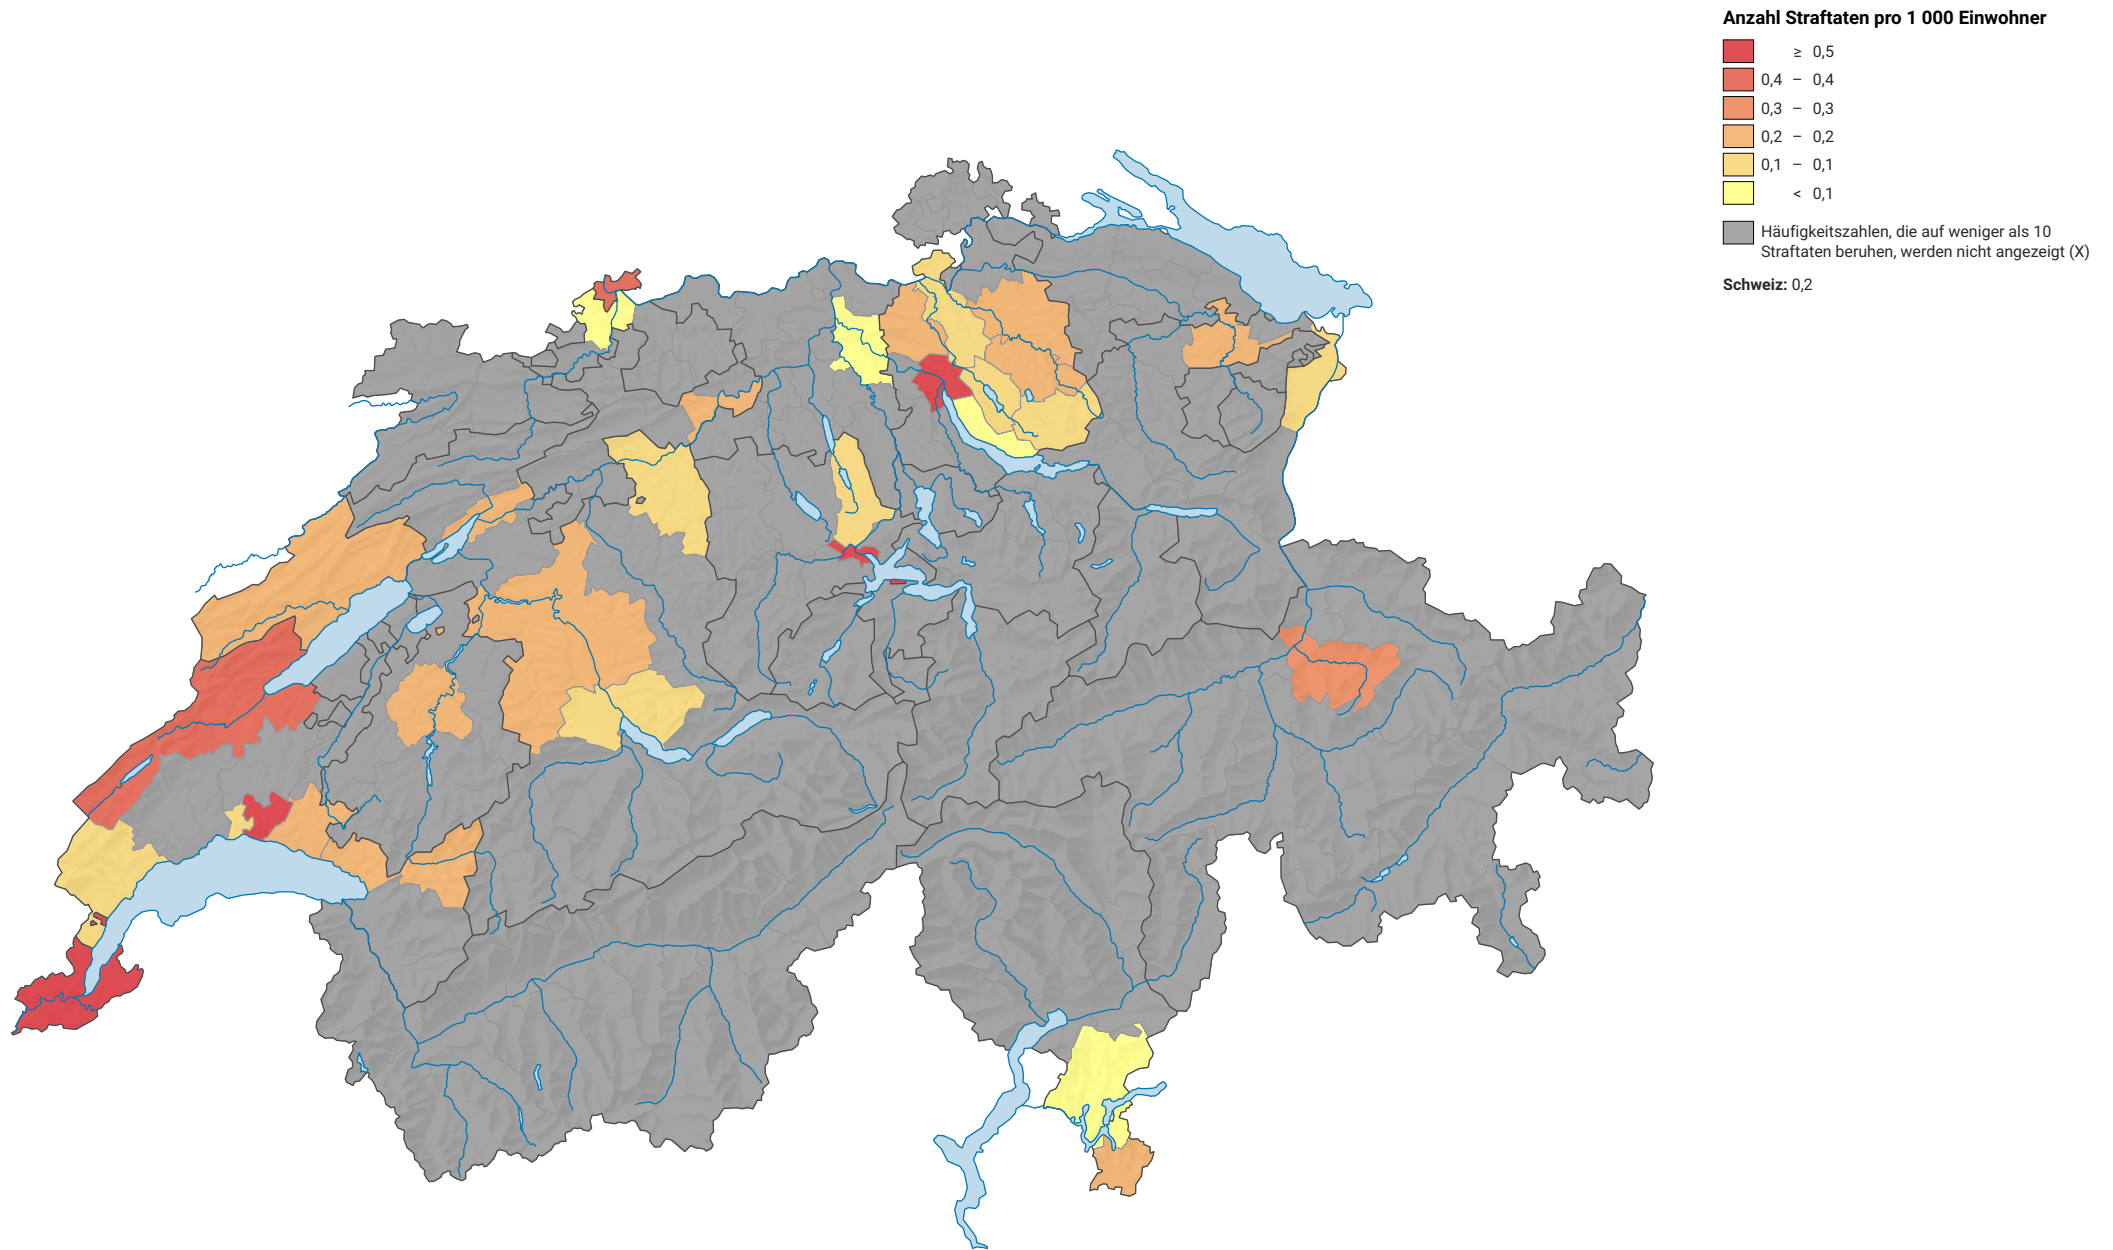 Anzahl Straftaten pro 1 000 Einwohner
≥ 0,5
0,4 – 0,4
0,3 – 0,3
0,2 – 0,2
0,1 – 0,1
< 0,1
Häufigkeitszahlen, die auf weniger als 10
Straftaten beruhen, werden nicht angezeigt (X)
Schweiz: 0,2